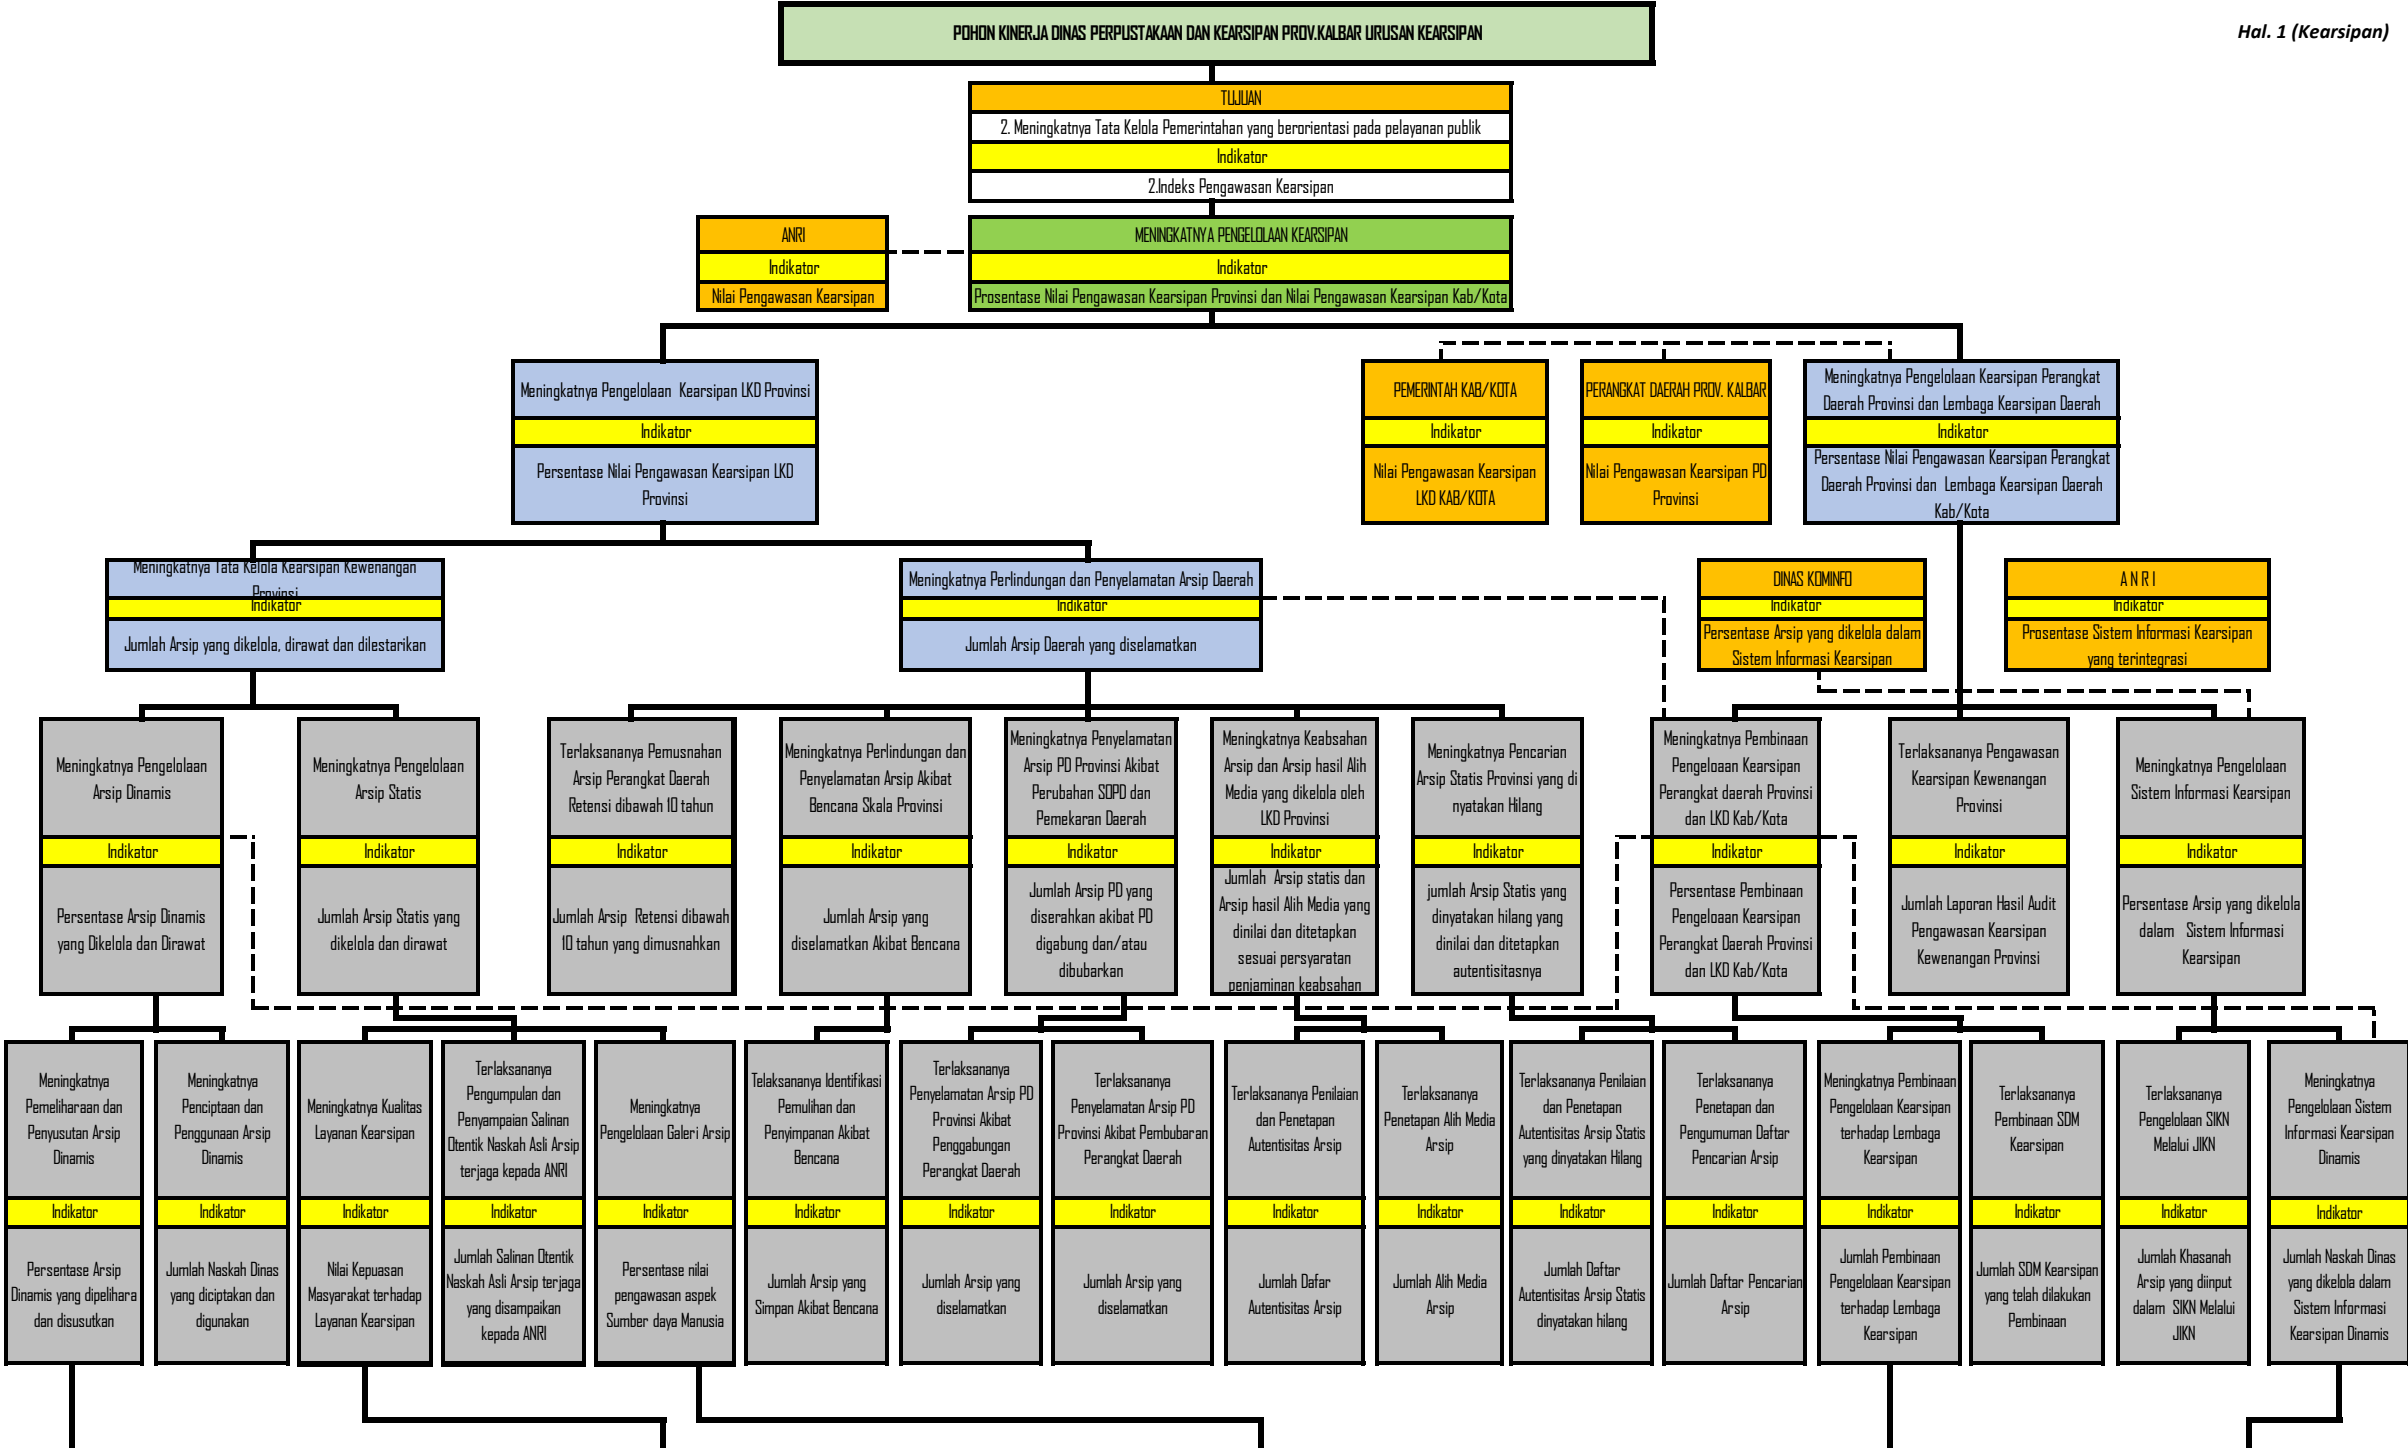 POHON KINERJA DINAS PERPUSTAKAAN DAN KEARSIPAN PROV.KALBAR URUSAN KEARSIPAN
Hal. 1 (Kearsipan)
TUJUAN
2. Meningkatnya Tata Kelola Pemerintahan yang berorientasi pada pelayanan publik
Indikator
2.Indeks Pengawasan Kearsipan
ANRI
Indikator
Nilai Pengawasan Kearsipan
MENINGKATNYA PENGELOLAAN KEARSIPAN
Indikator
Prosentase Nilai Pengawasan Kearsipan Provinsi dan Nilai Pengawasan Kearsipan Kab/Kota
Meningkatnya Pengelolaan Kearsipan LKD Provinsi
Indikator
Persentase Nilai Pengawasan Kearsipan LKD
Provinsi
PEMERINTAH KAB/KOTA
Indikator
Nilai Pengawasan Kearsipan
LKD KAB/KOTA
PERANGKAT DAERAH PROV. KALBAR
Indikator
Nilai Pengawasan Kearsipan PD
Provinsi
Meningkatnya Pengelolaan Kearsipan Perangkat
Daerah Provinsi dan Lembaga Kearsipan Daerah
Indikator
Persentase Nilai Pengawasan Kearsipan Perangkat
Daerah Provinsi dan Lembaga Kearsipan Daerah
Kab/Kota
Meningkatnya Tata Kelola Kearsipan Kewenangan
Provinsi
Indikator
Jumlah Arsip yang dikelola, dirawat dan dilestarikan
Meningkatnya Perlindungan dan Penyelamatan Arsip Daerah
Indikator
Jumlah Arsip Daerah yang diselamatkan
DINAS KOMINFO
Indikator
Persentase Arsip yang dikelola dalam
Sistem Informasi Kearsipan
A N R I
Indikator
Prosentase Sistem Informasi Kearsipan
yang terintegrasi
Meningkatnya Pengelolaan
Arsip Dinamis
Indikator
Persentase Arsip Dinamis
yang Dikelola dan Dirawat
Meningkatnya Pengelolaan
Arsip Statis
Indikator
Jumlah Arsip Statis yang
dikelola dan dirawat
Terlaksananya Pemusnahan
Arsip Perangkat Daerah
Retensi dibawah 10 tahun
Indikator
Jumlah Arsip Retensi dibawah
10 tahun yang dimusnahkan
Meningkatnya Perlindungan dan
Penyelamatan Arsip Akibat
Bencana Skala Provinsi
Indikator
Jumlah Arsip yang
diselamatkan Akibat Bencana
Meningkatnya Penyelamatan
Arsip PD Provinsi Akibat
Perubahan SOPD dan
Pemekaran Daerah
Indikator
Jumlah Arsip PD yang
diserahkan akibat PD
digabung dan/atau
dibubarkan
Meningkatnya Keabsahan
Arsip dan Arsip hasil Alih
Media yang dikelola oleh
LKD Provinsi
Indikator
Jumlah Arsip statis dan
Arsip hasil Alih Media yang
dinilai dan ditetapkan
sesuai persyaratan
penjaminan keabsahan
Meningkatnya Pencarian
Arsip Statis Provinsi yang di
nyatakan Hilang
Indikator
jumlah Arsip Statis yang
dinyatakan hilang yang
dinilai dan ditetapkan
autentisitasnya
Meningkatnya Pembinaan
Pengeloaan Kearsipan
Perangkat daerah Provinsi
dan LKD Kab/Kota
Indikator
Persentase Pembinaan
Pengeloaan Kearsipan
Perangkat Daerah Provinsi
dan LKD Kab/Kota
Terlaksananya Pengawasan
Kearsipan Kewenangan
Provinsi
Indikator
Jumlah Laporan Hasil Audit
Pengawasan Kearsipan
Kewenangan Provinsi
Meningkatnya Pengelolaan
Sistem Informasi Kearsipan
Indikator
Persentase Arsip yang dikelola
dalam Sistem Informasi
Kearsipan
Meningkatnya
Pemeliharaan dan
Penyusutan Arsip
Dinamis
Indikator
Persentase Arsip
Dinamis yang dipelihara
dan disusutkan
Meningkatnya
Penciptaan dan
Penggunaan Arsip
Dinamis
Indikator
Jumlah Naskah Dinas
yang diciptakan dan
digunakan
Meningkatnya Kualitas
Layanan Kearsipan
Indikator
Nilai Kepuasan
Masyarakat terhadap
Layanan Kearsipan
Terlaksananya
Pengumpulan dan
Penyampaian Salinan
Otentik Naskah Asli Arsip
terjaga kepada ANRI
Indikator
Jumlah Salinan Otentik
Naskah Asli Arsip terjaga
yang disampaikan
kepada ANRI
Meningkatnya
Pengelolaan Galeri Arsip
Indikator
Persentase nilai
pengawasan aspek
Sumber daya Manusia
Telaksananya Identifikasi
Pemulihan dan
Penyimpanan Akibat
Bencana
Indikator
Jumlah Arsip yang
Simpan Akibat Bencana
Terlaksananya
Penyelamatan Arsip PD
Provinsi Akibat
Penggabungan
Perangkat Daerah
Indikator
Jumlah Arsip yang
diselamatkan
Terlaksananya
Penyelamatan Arsip PD
Provinsi Akibat Pembubaran
Perangkat Daerah
Indikator
Jumlah Arsip yang
diselamatkan
Terlaksananya Penilaian
dan Penetapan
Autentisitas Arsip
Indikator
Jumlah Dafar
Autentisitas Arsip
Terlaksananya
Penetapan Alih Media
Arsip
Indikator
Jumlah Alih Media
Arsip
Terlaksananya Penilaian
dan Penetapan
Autentisitas Arsip Statis
yang dinyatakan Hilang
Indikator
Jumlah Daftar
Autentisitas Arsip Statis
dinyatakan hilang
Terlaksananya
Penetapan dan
Pengumuman Daftar
Pencarian Arsip
Indikator
Jumlah Daftar Pencarian
Arsip
Meningkatnya Pembinaan
Pengelolaan Kearsipan
terhadap Lembaga
Kearsipan
Indikator
Jumlah Pembinaan
Pengelolaan Kearsipan
terhadap Lembaga
Kearsipan
Terlaksananya
Pembinaan SDM
Kearsipan
Indikator
Jumlah SDM Kearsipan
yang telah dilakukan
Pembinaan
Terlaksananya
Pengelolaan SIKN
Melalui JIKN
Indikator
Jumlah Khasanah
Arsip yang diinput
dalam SIKN Melalui
JIKN
Meningkatnya
Pengelolaan Sistem
Informasi Kearsipan
Dinamis
Indikator
Jumlah Naskah Dinas
yang dikelola dalam
Sistem Informasi
Kearsipan Dinamis